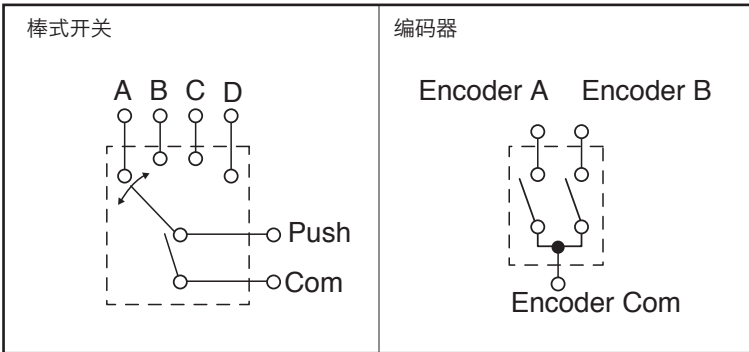 棒式开关
A B C D
Push
Com
编码器
Encoder A Encoder B
Encoder Com